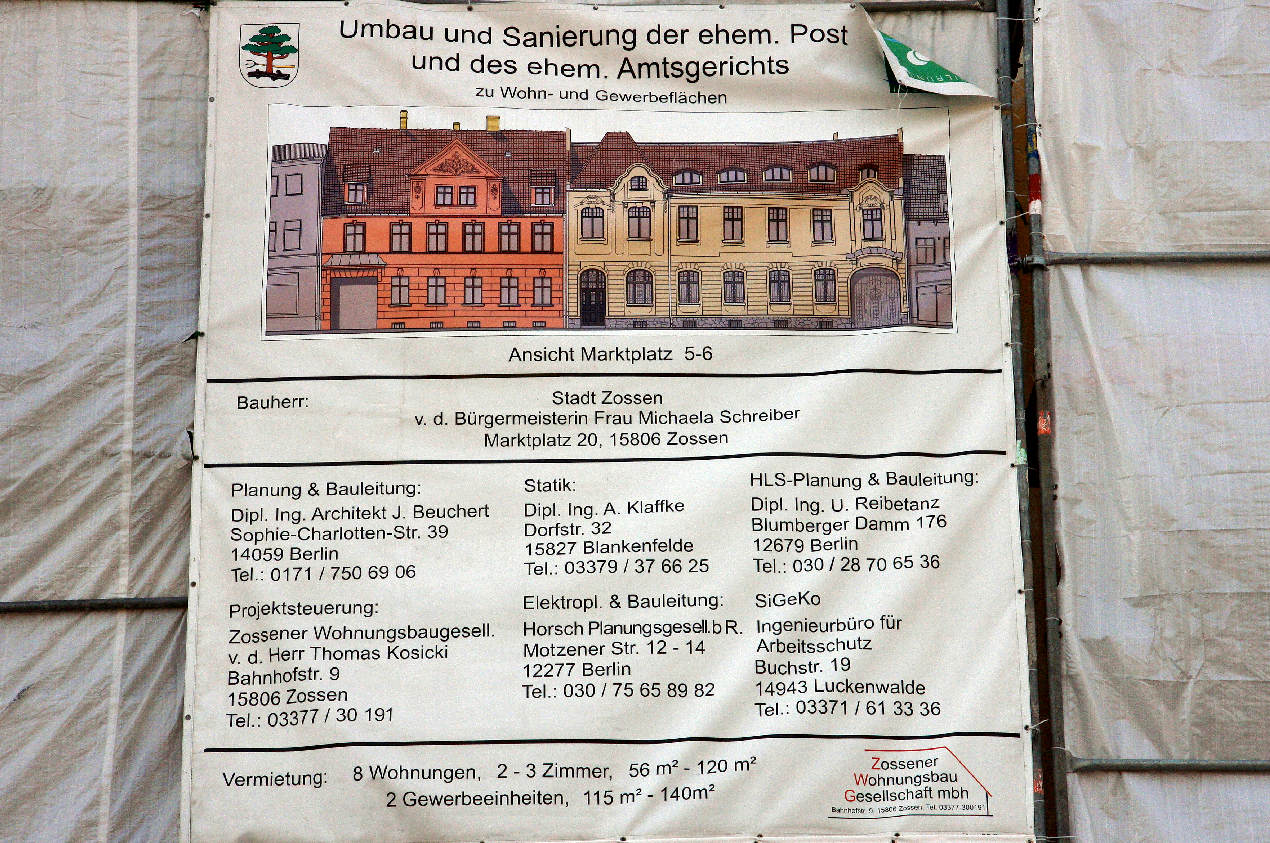 Umbau und Sanierung der ehem. Post
und des ehem. Amtsgerichts
zu Wohn- und Gewerbeflächen
Ansicht Marktplatz 5-6
Bauherr:
Stadt Zossen
v. d. Bürgermeisterin Frau Michaela Schreiber
Marktplatz 20, 15806 Zossen
Planung & Bauleitung:
Dipl. Ing. Architekt J. Beuchert
Sophie-Charlotten-Str. 39
14059 Berlin
Tel.: 0171 / 750 69 06
Statik:
Dipl. Ing. A. Klaffke
Dorfstr. 32
15827 Blankenfelde
Tel.: 03379 / 37 66 25
HLS-Planung & Bauleitung:
Dipl. Ing. U. Reibetanz
Blumberger Damm 176
12679 Berlin
Tel.: 030 / 28 70 65 36
Projektsteuerung:
Zossener Wohnungsbaugesell.
v. d. Herr Thomas Kosicki
Bahnhofstr. 9
15806 Zossen
Tel.: 03377 / 30 191
Elektropl. & Bauleitung:
Horsch Planungsgesell.b R.
Motzener Str. 12 - 14
12277 Berlin
Tel.: 030 / 75 65 89 82
SiGeKo
Ingenieurbüro für
Arbeitsschutz
Buchstr. 19
14943 Luckenwalde
Tel.: 03371 / 61 33 36
Vermietung: 8 Wohnungen, 2 - 3 Zimmer, 56 m² - 120 m²
2 Gewerbeeinheiten, 115 m² - 140m²
Zossener
Wohnungsbau
Gesellschaft mbh
Bahnhofstr. 9, 15806 Zossen, Tel. 03377 300191